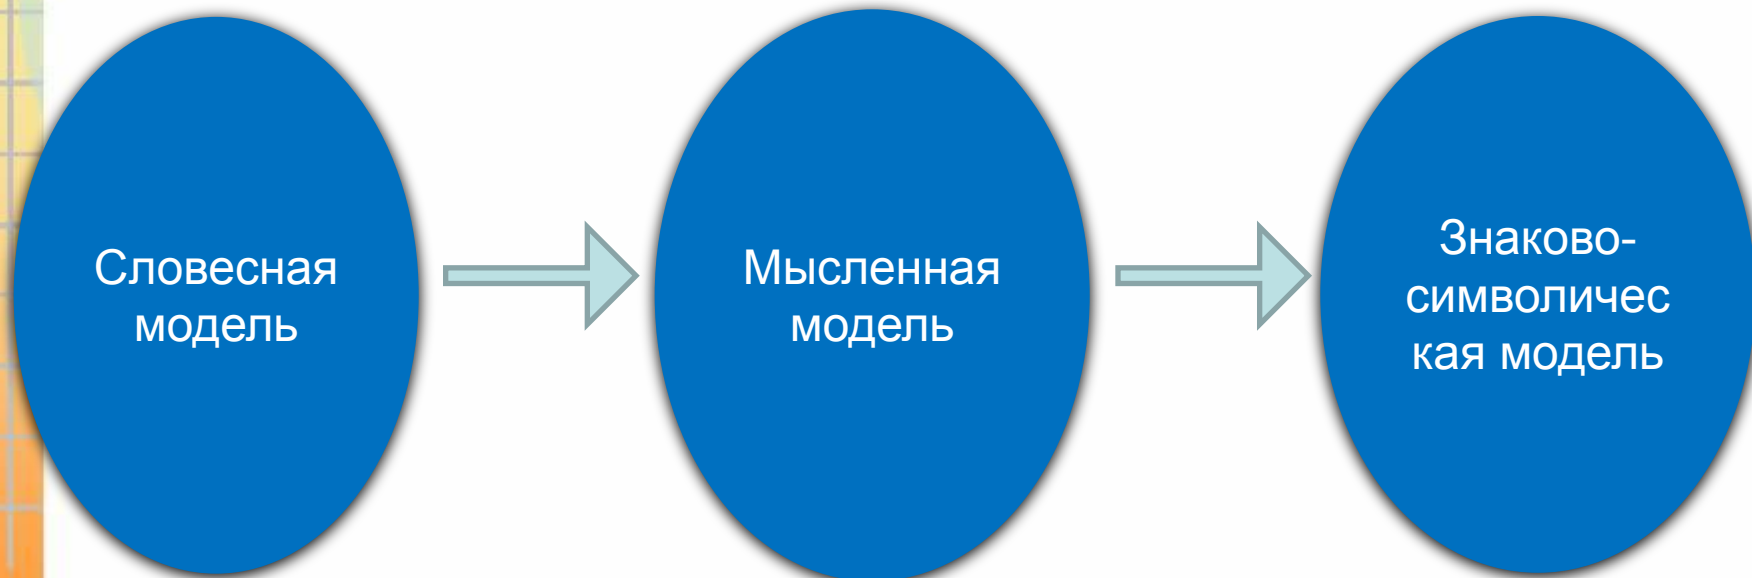 Словесная
модель
Мысленная
модель
Знаково-
символичес
кая модель